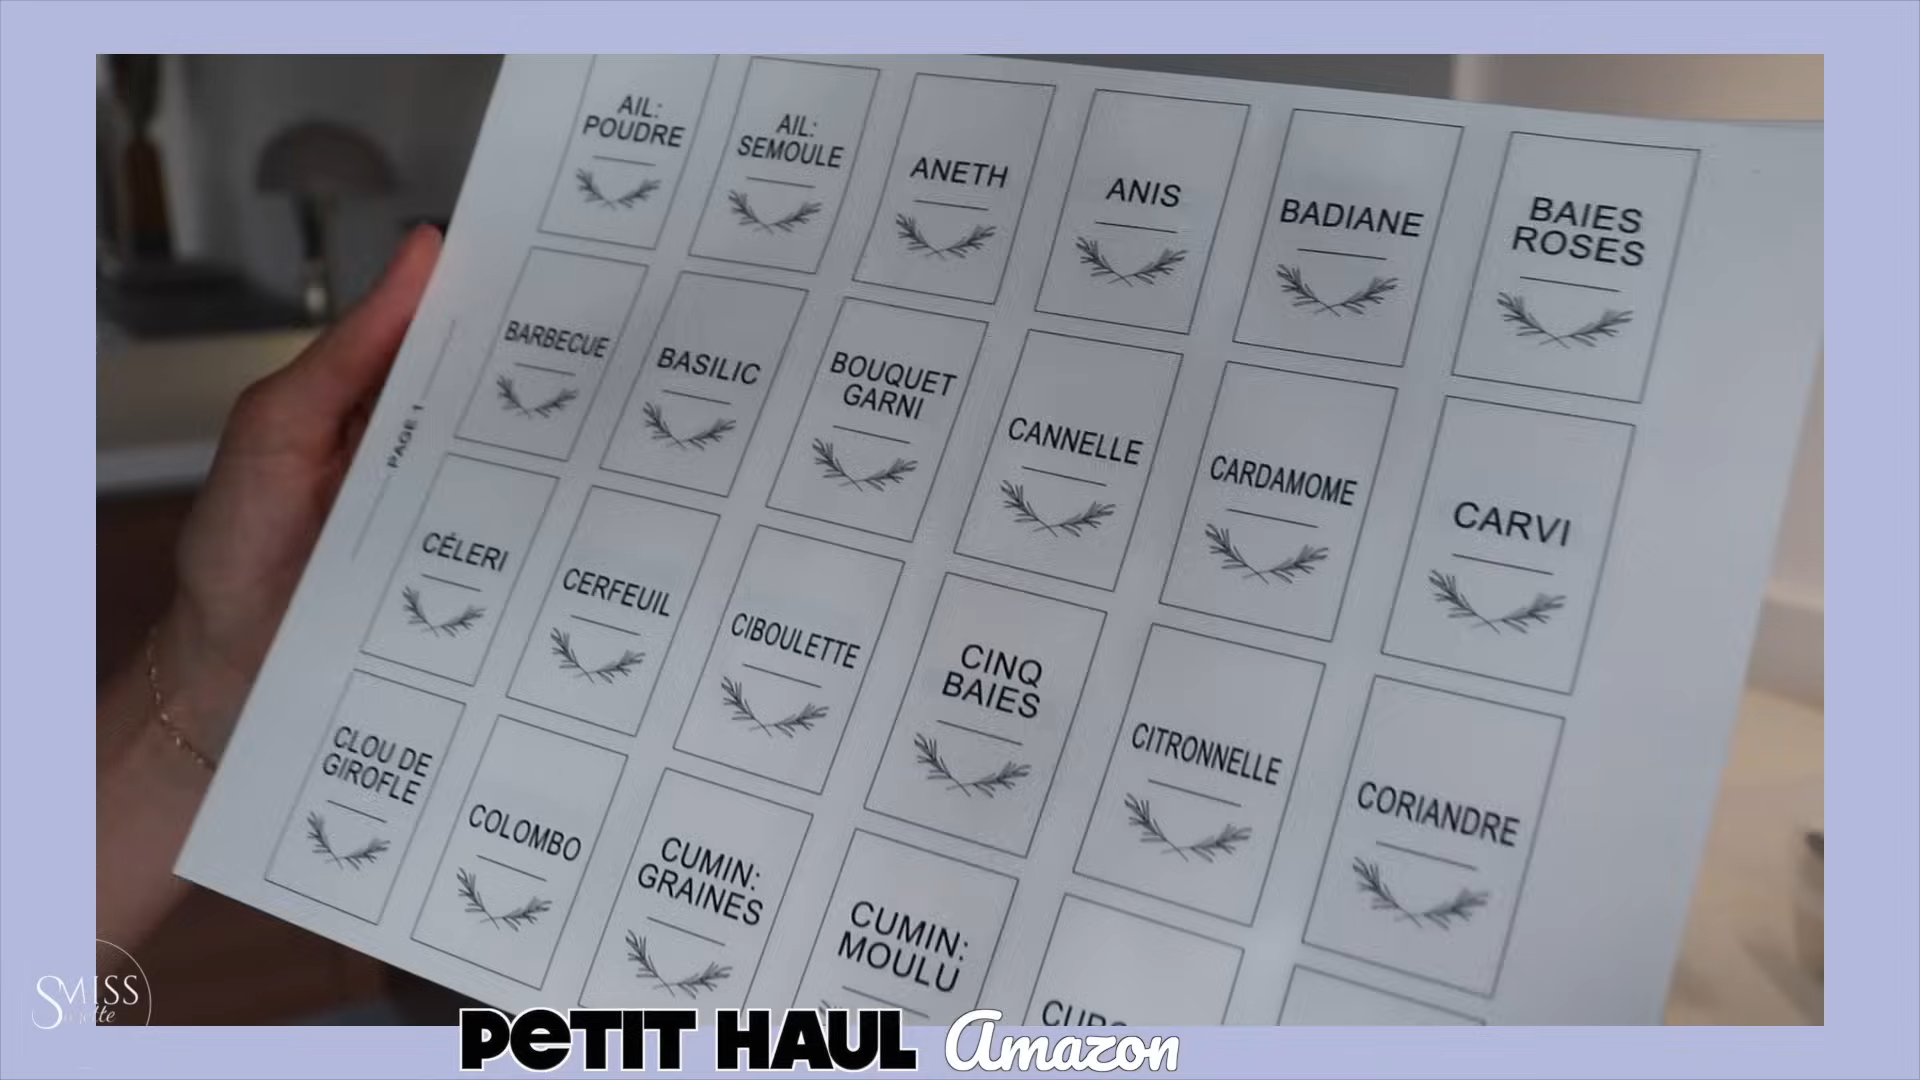 AIL:
POUDRE
AIL:
SEMOULE
ANETH
ANIS
BADIANE
BAIES
ROSES
BARBECUE
BASILIC
BOUQUET
GARNI
CANNELLE
CARDAMOME
CARVI
PAGE 1
CÉLERI
CERFEUIL
CIBOULETTE
CINQ
BAIES
CITRONNELLE
CORIANDRE
CLOU DE
GIROFLE
COLOMBO
CUMIN:
GRAINES
CUMIN:
MOULU
MISS
PETIT HAUL Amazon